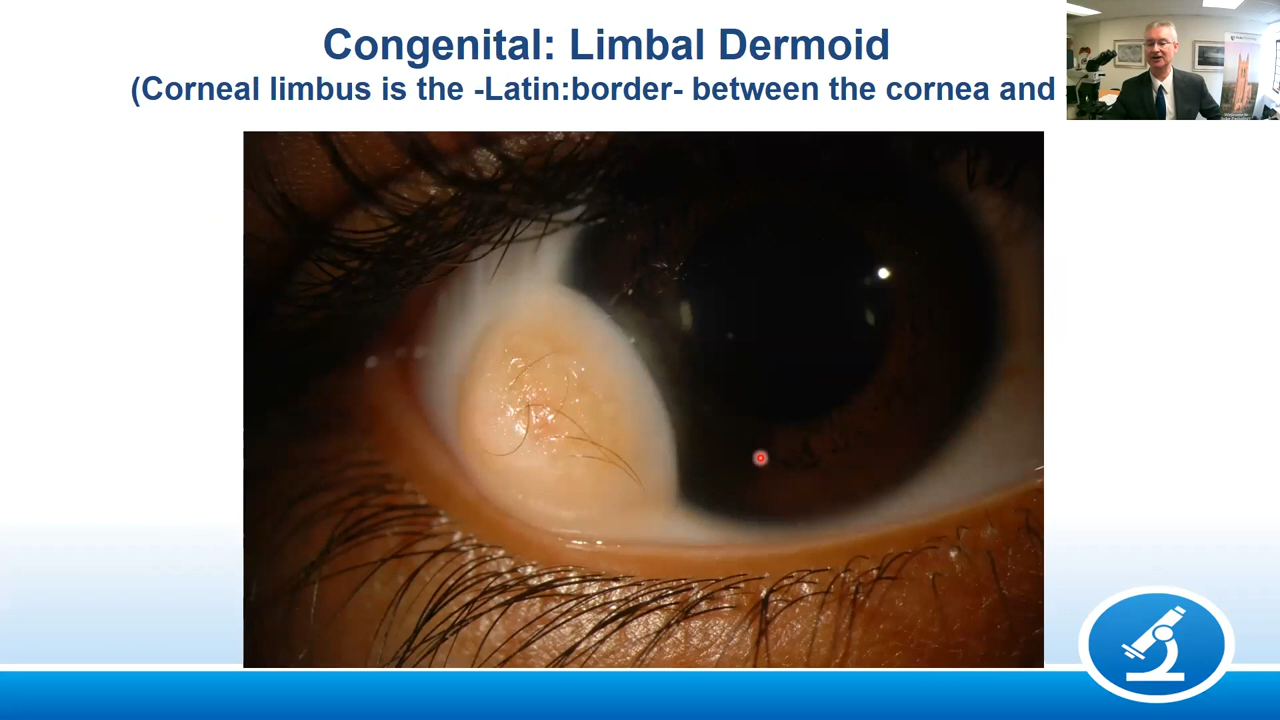 Congenital: Limbal Dermoid
(Corneal limbus is the -Latin:border- between the cornea and